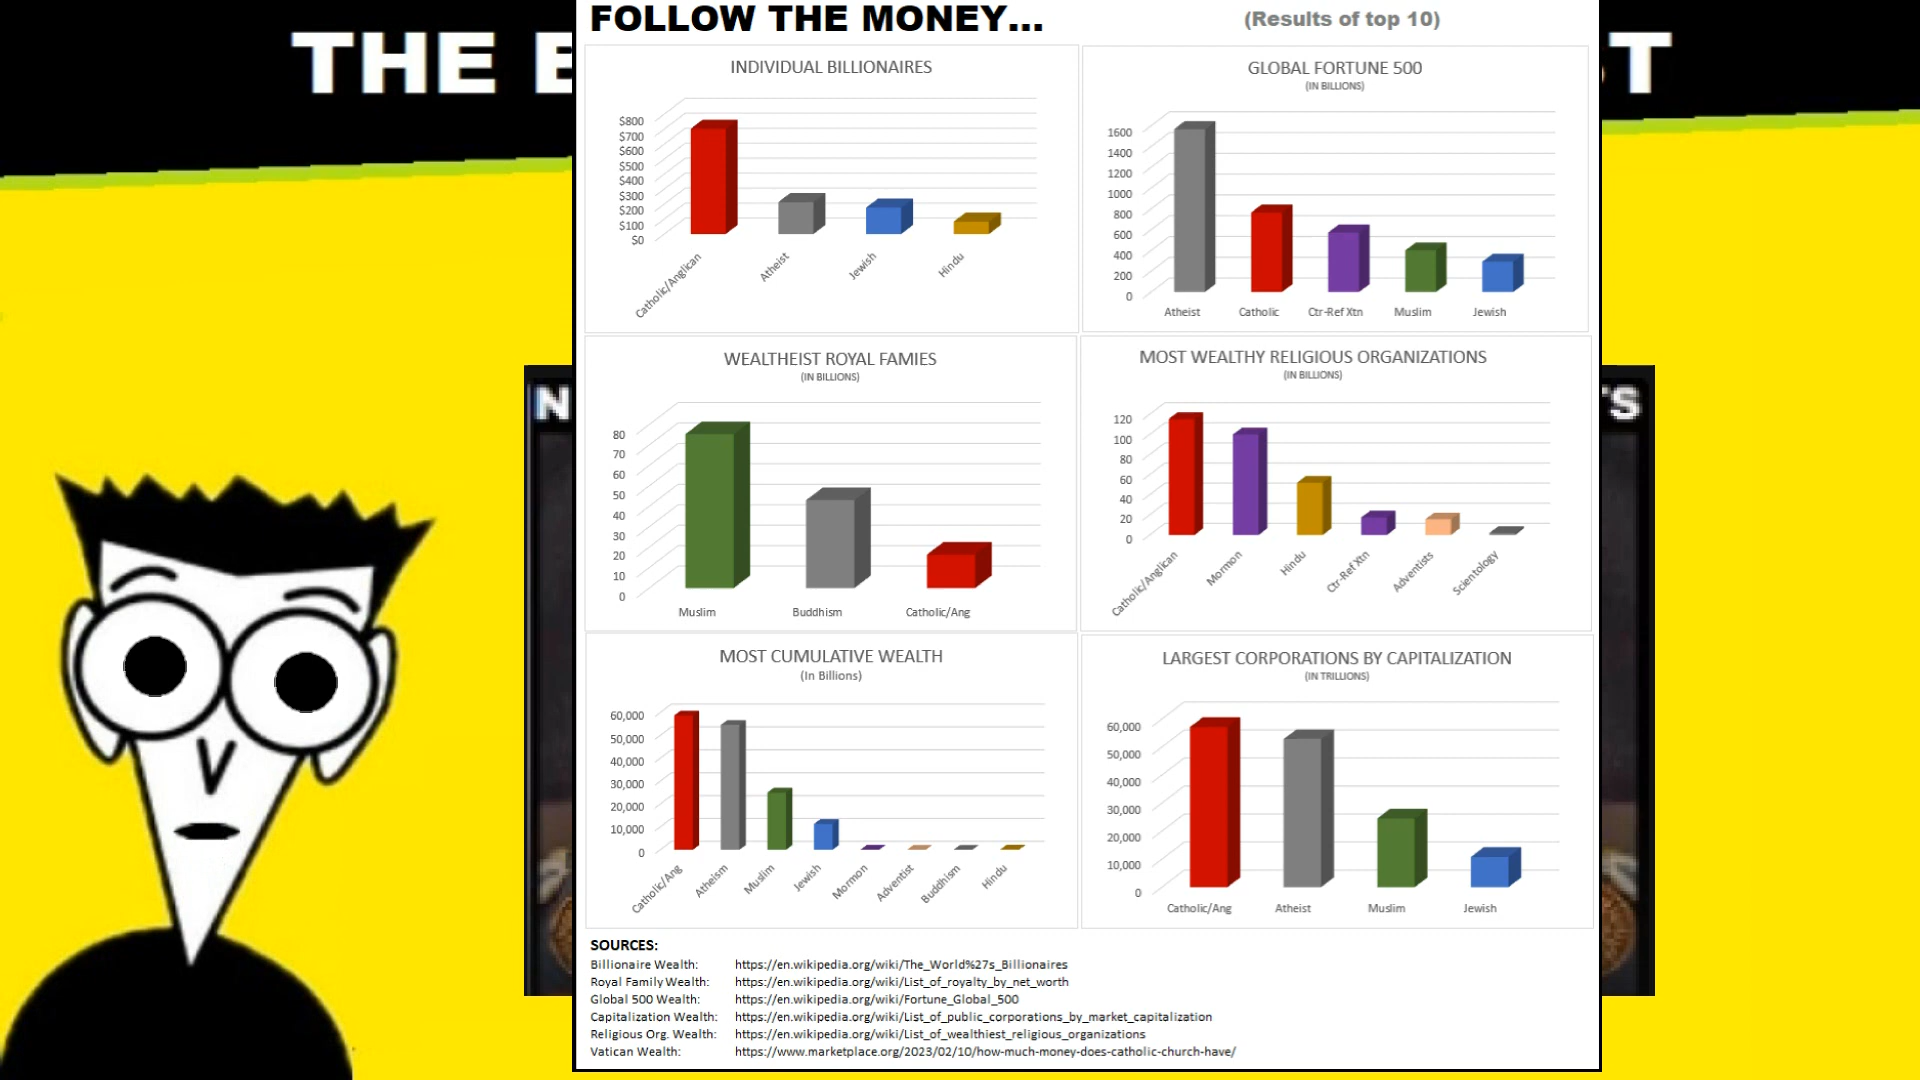 THE
FOLLOW THE MONEY...
(Results of top 10)
T
INDIVIDUAL BILLIONAIRES
$800
$700
$600
$500
$400
$300
$200
$100
$0
Catholic/Anglican
Atheist
Jewish
Hindu
GLOBAL FORTUNE 500
(IN BILLIONS)
1600
1400
1200
1000
800
600
400
200
0
Atheist
Catholic
Ctr-Ref Xtn
Muslim
Jewish
WEALTHEIST ROYAL FAMIES
(IN BILLIONS)
80
70
60
50
40
30
20
10
0
Muslim
Buddhism
Catholic/Ang
MOST WEALTHY RELIGIOUS ORGANIZATIONS
(IN BILLIONS)
120
100
80
60
40
20
0
Catholic/Anglican
Mormon
Hindu
Ctr-Ref Xtn
Adventists
Scientology
N
S
MOST CUMULATIVE WEALTH
(In Billions)
60,000
50,000
40,000
30,000
20,000
10,000
0
Catholic/Ang
Atheism
Muslim
Jewish
Mormon
Adventist
Buddhism
Hindu
LARGEST CORPORATIONS BY CAPITALIZATION
(IN TRILLIONS)
60,000
50,000
40,000
30,000
20,000
10,000
0
Catholic/Ang
Atheist
Muslim
Jewish
SOURCES:
Billionaire Wealth: https://en.wikipedia.org/wiki/The_World%27s_Billionaires
Royal Family Wealth: https://en.wikipedia.org/wiki/List_of_royalty_by_net_worth
Global 500 Wealth: https://en.wikipedia.org/wiki/Fortune_Global_500
Capitalization Wealth: https://en.wikipedia.org/wiki/List_of_public_corporations_by_market_capitalization
Religious Org. Wealth: https://en.wikipedia.org/wiki/List_of_wealthiest_religious_organizations
Vatican Wealth: https://www.marketplace.org/2023/02/10/how-much-money-does-catholic-church-have/